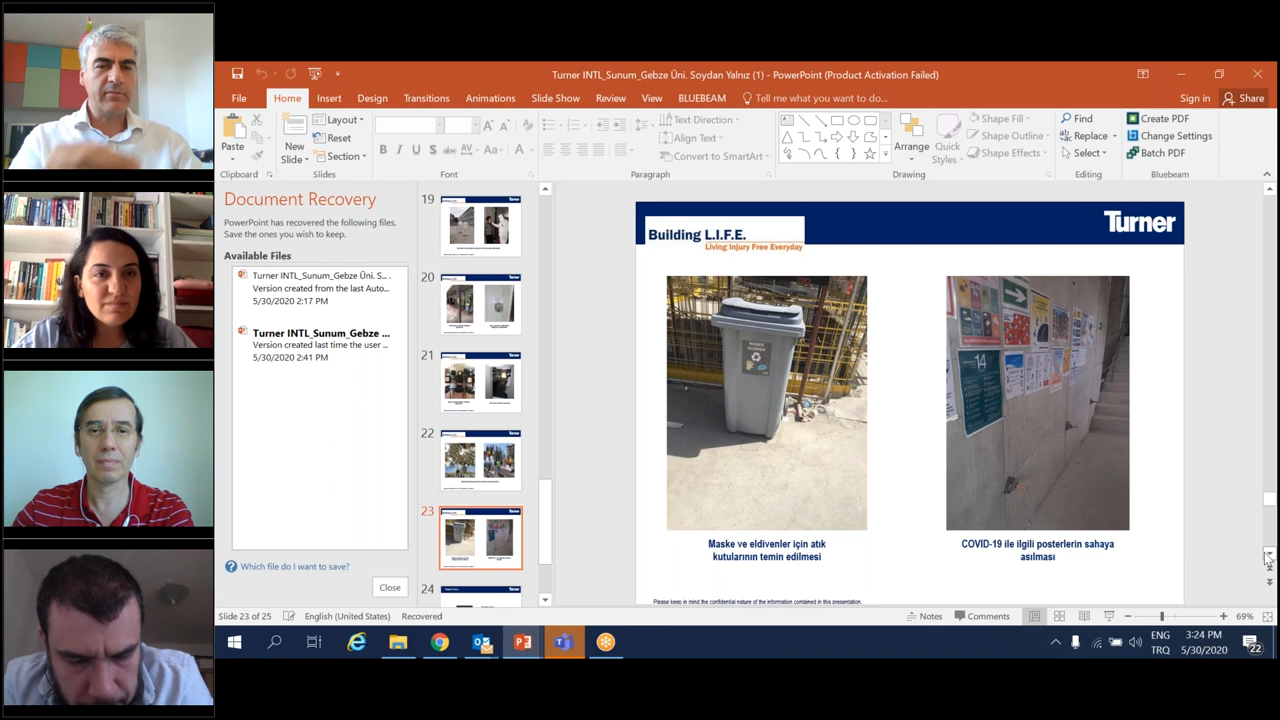 Turner INTL_Sunum_Gebze Üni. Soydan Yalnız (1) - PowerPoint (Product Activation Failed)
File
Home
Insert
Design
Transitions
Animations
Slide Show
Review
View
BLUEBEAM
Tell me what you want to do...
Sign in
Share
Paste
Clipboard
New
Slide
Layout
Reset
Section
Slides
B I U S abc AV Aa A
Font
Text Direction
Align Text
Convert to SmartArt
Paragraph
Arrange
Quick
Styles
Shape Fill
Shape Outline
Shape Effects
Drawing
Find
Replace
Select
Editing
Create PDF
Change Settings
Batch PDF
Bluebeam
Document Recovery
PowerPoint has recovered the following files.
Save the ones you wish to keep.
Available Files
Turner INTL_Sunum_Gebze Üni. S...
Version created from the last Auto...
5/30/2020 2:17 PM
Turner INTL_Sunum_Gebze ...
Version created last time the user ...
5/30/2020 2:41 PM
Which file do I want to save?
Close
19
20
21
22
23
24
Building L.I.F.E.
Living Injury Free Everyday
Turner
MASKE
ELDİVEN
14
Maske ve eldivenler için atık
kutularının temin edilmesi
COVID-19 ile ilgili posterlerin sahaya
asılması
Please keep in mind the confidential nature of the information contained in this presentation.
Slide 23 of 25
English (United States)
Recovered
Notes
Comments
69%
ENG
TRQ
3:24 PM
5/30/2020
22